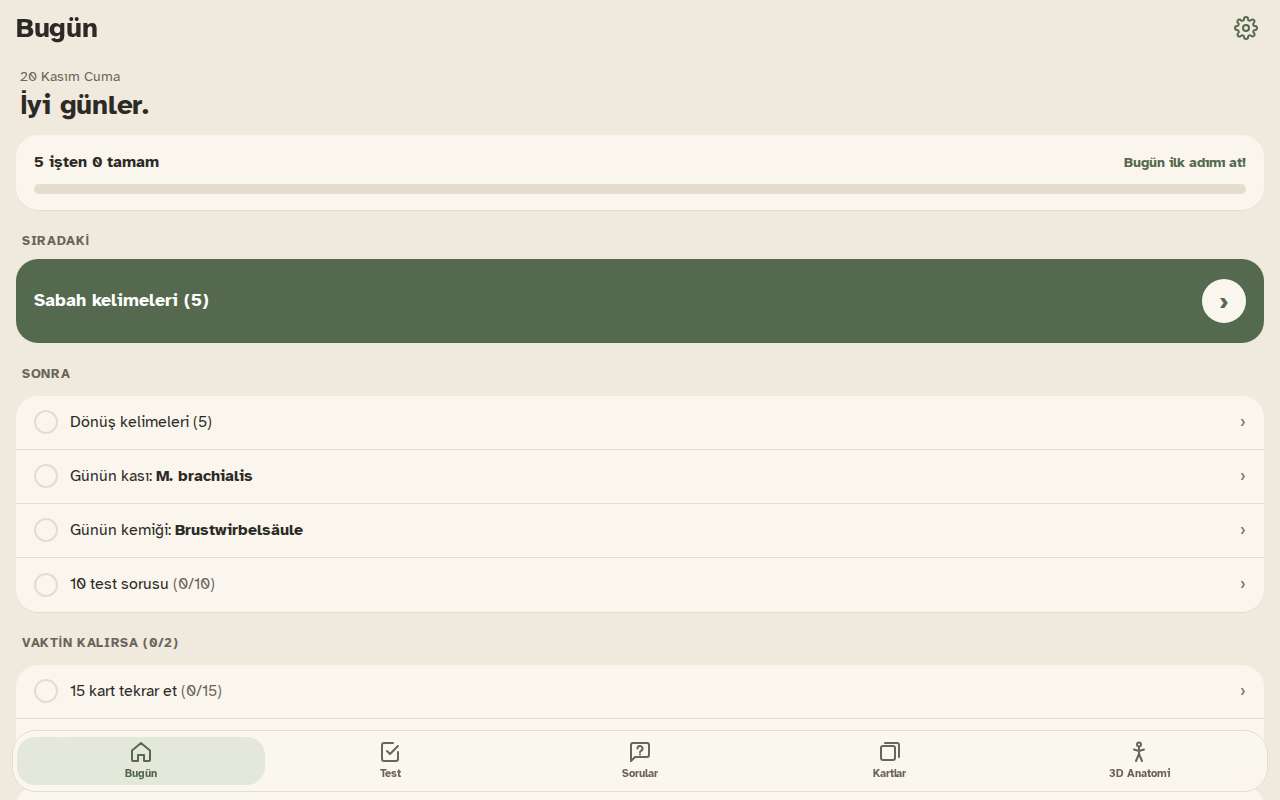 Bugün
20 Kasım Cuma
İyi günler.
5 işten 0 tamam
Bugün ilk adımı at!
SIRADAKİ
Sabah kelimeleri (5)
SONRA
Dönüş kelimeleri (5)
Günün kası: M. brachialis
Günün kemiği: Brustwirbelsäule
10 test sorusu (0/10)
VAKTİN KALIRSA (0/2)
15 kart tekrar et (0/15)
Bugün
Test
Sorular
Kartlar
3D Anatomi